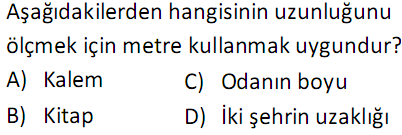 Aşağıdakilerden hangisinin uzunluğunu
ölçmek için metre kullanmak uygundur?
A) Kalem C) Odanın boyu
B) Kitap D) İki şehrin uzaklığı